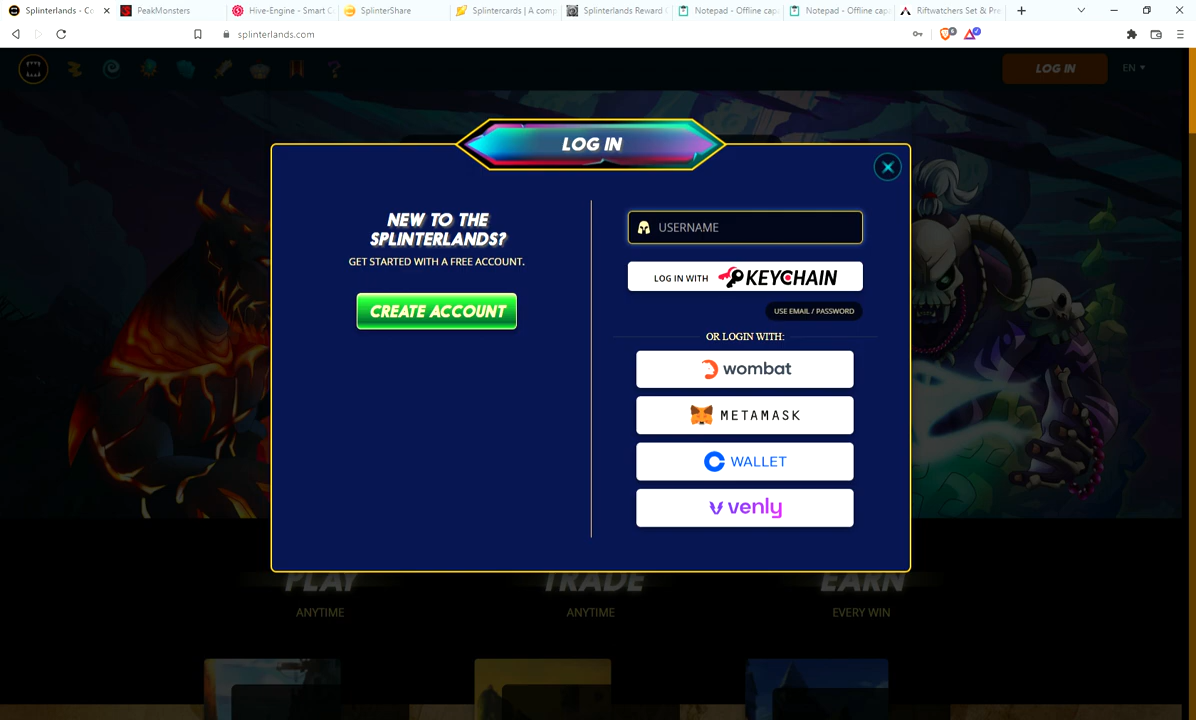 Splinterlands - Co
PeakMonsters
Hive-Engine - Smart C
SplinterShare
Splintercards | A comp
Splinterlands Reward C
Notepad - Offline cap
Notepad - Offline cap
Riftwatchers Set & Pre
splinterlands.com
LOG IN
EN
LOG IN
NEW TO THE
SPLINTERLANDS?
GET STARTED WITH A FREE ACCOUNT.
CREATE ACCOUNT
USERNAME
LOG IN WITH KEYCHAIN
USE EMAIL / PASSWORD
OR LOGIN WITH:
wombat
METAMASK
WALLET
venly
PLAY
ANYTIME
TRADE
ANYTIME
EARN
EVERY WIN